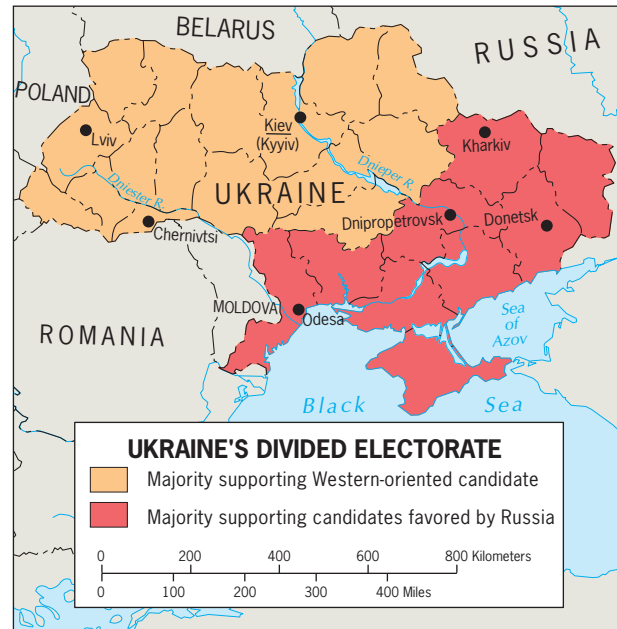 BELARUS
RUSSIA
POLAND
Lviv
Kiev
(Kyyiv)
Kharkiv
Dnieper R.
Dniester R.
UKRAINE
Dnipropetrovsk
Donetsk
Chernivtsi
MOLDOVA
Odesa
ROMANIA
Sea
of
Azov
Black Sea
UKRAINE'S DIVIDED ELECTORATE
Majority supporting Western-oriented candidate
Majority supporting candidates favored by Russia
0 200 400 600 800 Kilometers
0 100 200 300 400 Miles